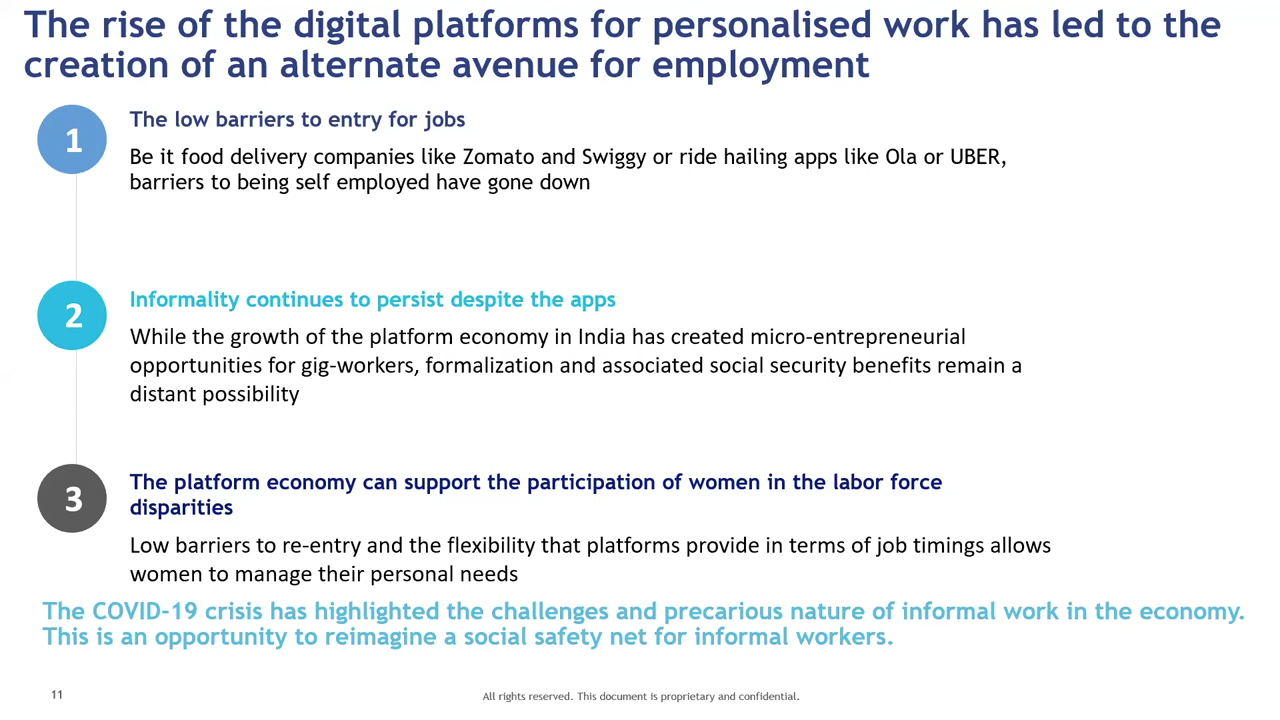 The rise of the digital platforms for personalised work has led to the
creation of an alternate avenue for employment
1
The low barriers to entry for jobs
Be it food delivery companies like Zomato and Swiggy or ride hailing apps like Ola or UBER,
barriers to being self employed have gone down
2
Informality continues to persist despite the apps
While the growth of the platform economy in India has created micro-entrepreneurial
opportunities for gig-workers, formalization and associated social security benefits remain a
distant possibility
3
The platform economy can support the participation of women in the labor force
disparities
Low barriers to re-entry and the flexibility that platforms provide in terms of job timings allows
women to manage their personal needs
The COVID-19 crisis has highlighted the challenges and precarious nature of informal work in the economy.
This is an opportunity to reimagine a social safety net for informal workers.
11
All rights reserved. This document is proprietary and confidential.